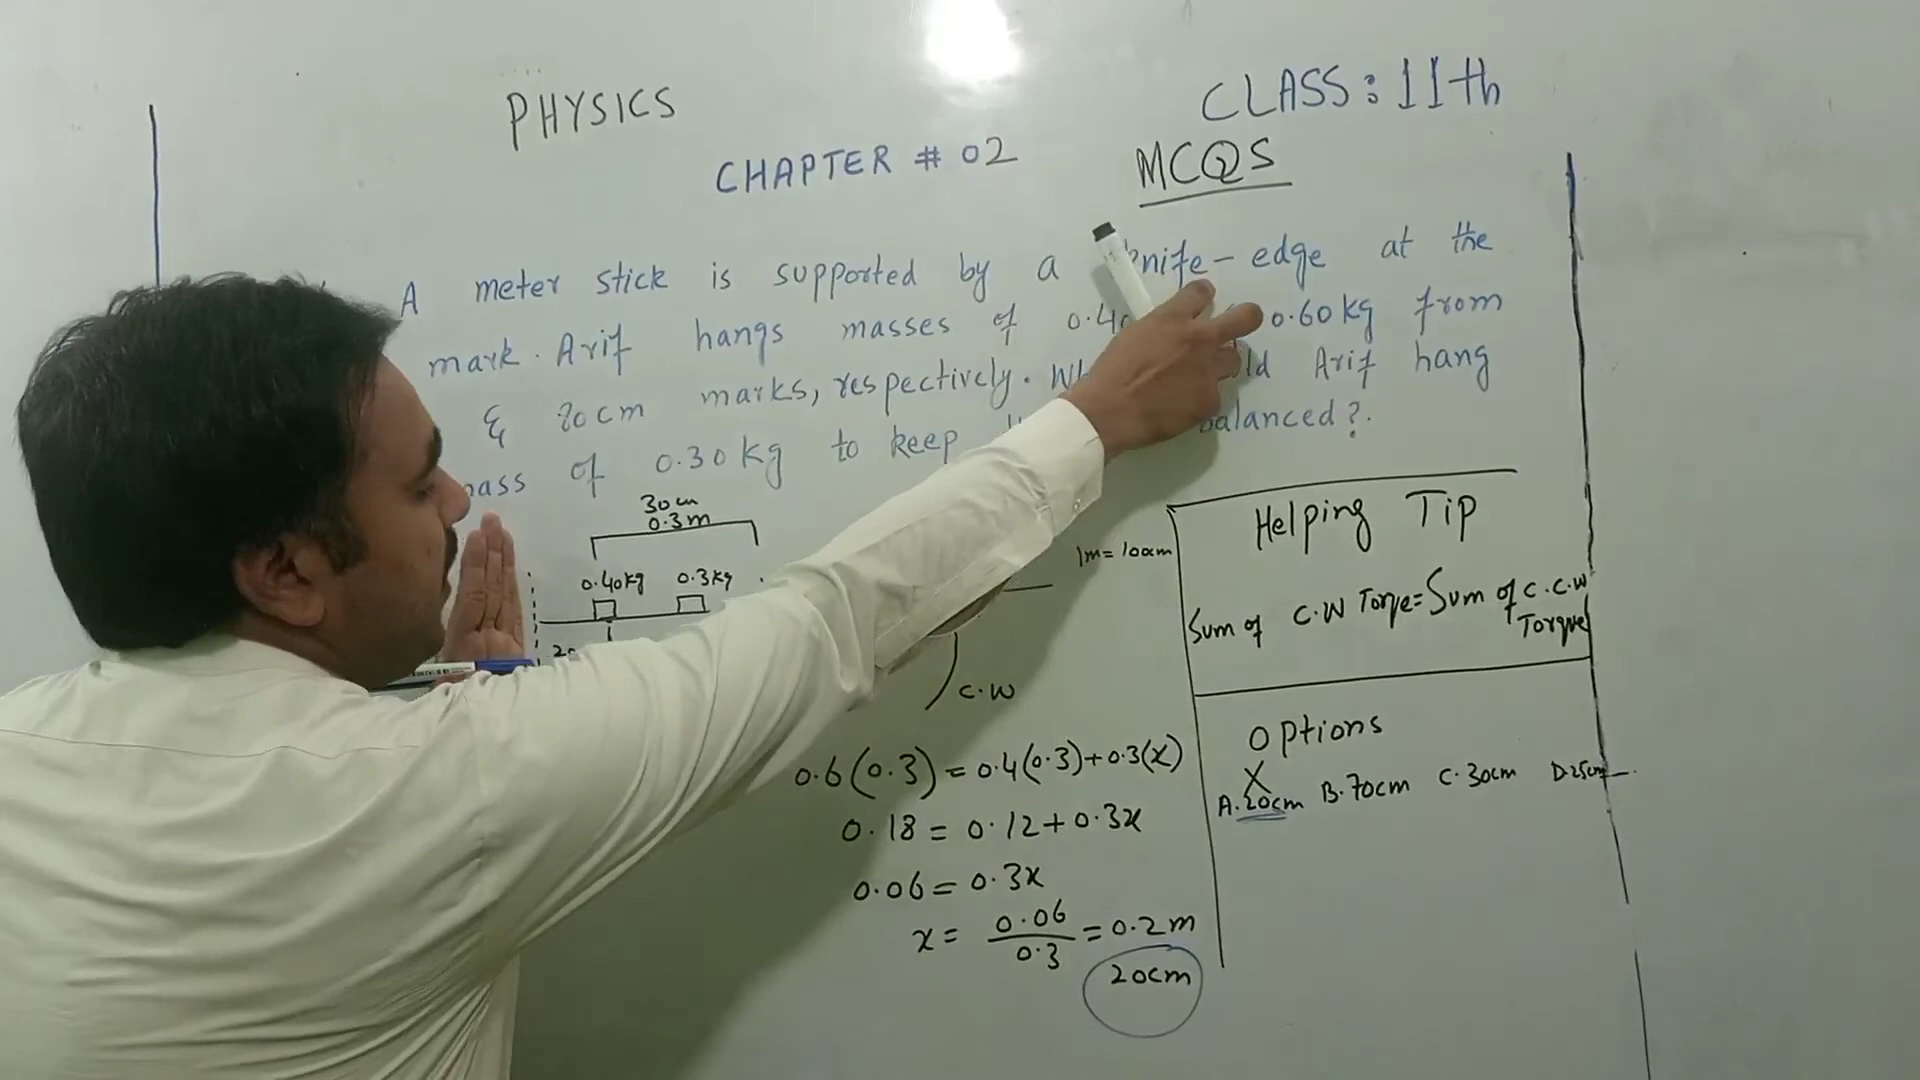 PHYSICS
CLASS: 11th
CHAPTER # 02
MCQS
A meter stick is supported by a knife-edge at the
mark. Arif hangs masses of 0.40 0.60kg from
& 80cm marks, respectively. Arif hang
mass of 0.30kg to keep balanced?.
30cm
0.3m
0.40kg 0.3kg
1m=100cm
C.W
0.6(0.3)=0.4(0.3)+0.3(x)
0.18=0.12+0.3x
0.06=0.3x
x= 0.06/0.3 =0.2m
20cm
Helping Tip
Sum of C.W Torqe=Sum of C.C.W
Torque
Options
X
A.20cm B.70cm C.30cm D.25cm